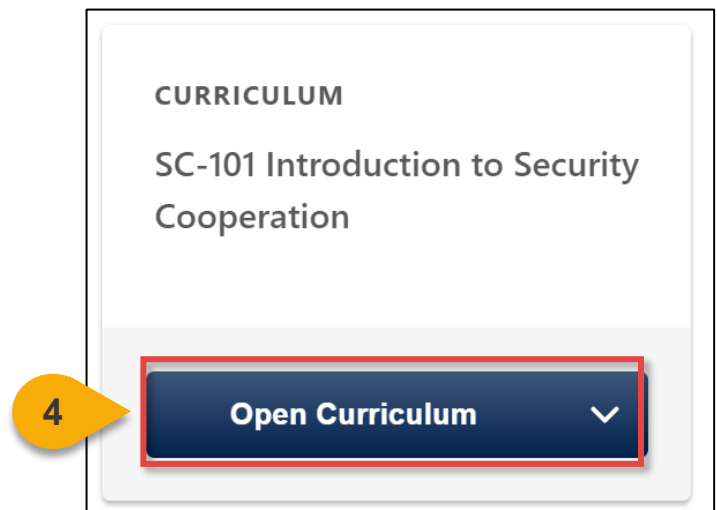 CURRICULUM
SC-101 Introduction to Security
Cooperation
4
Open Curriculum